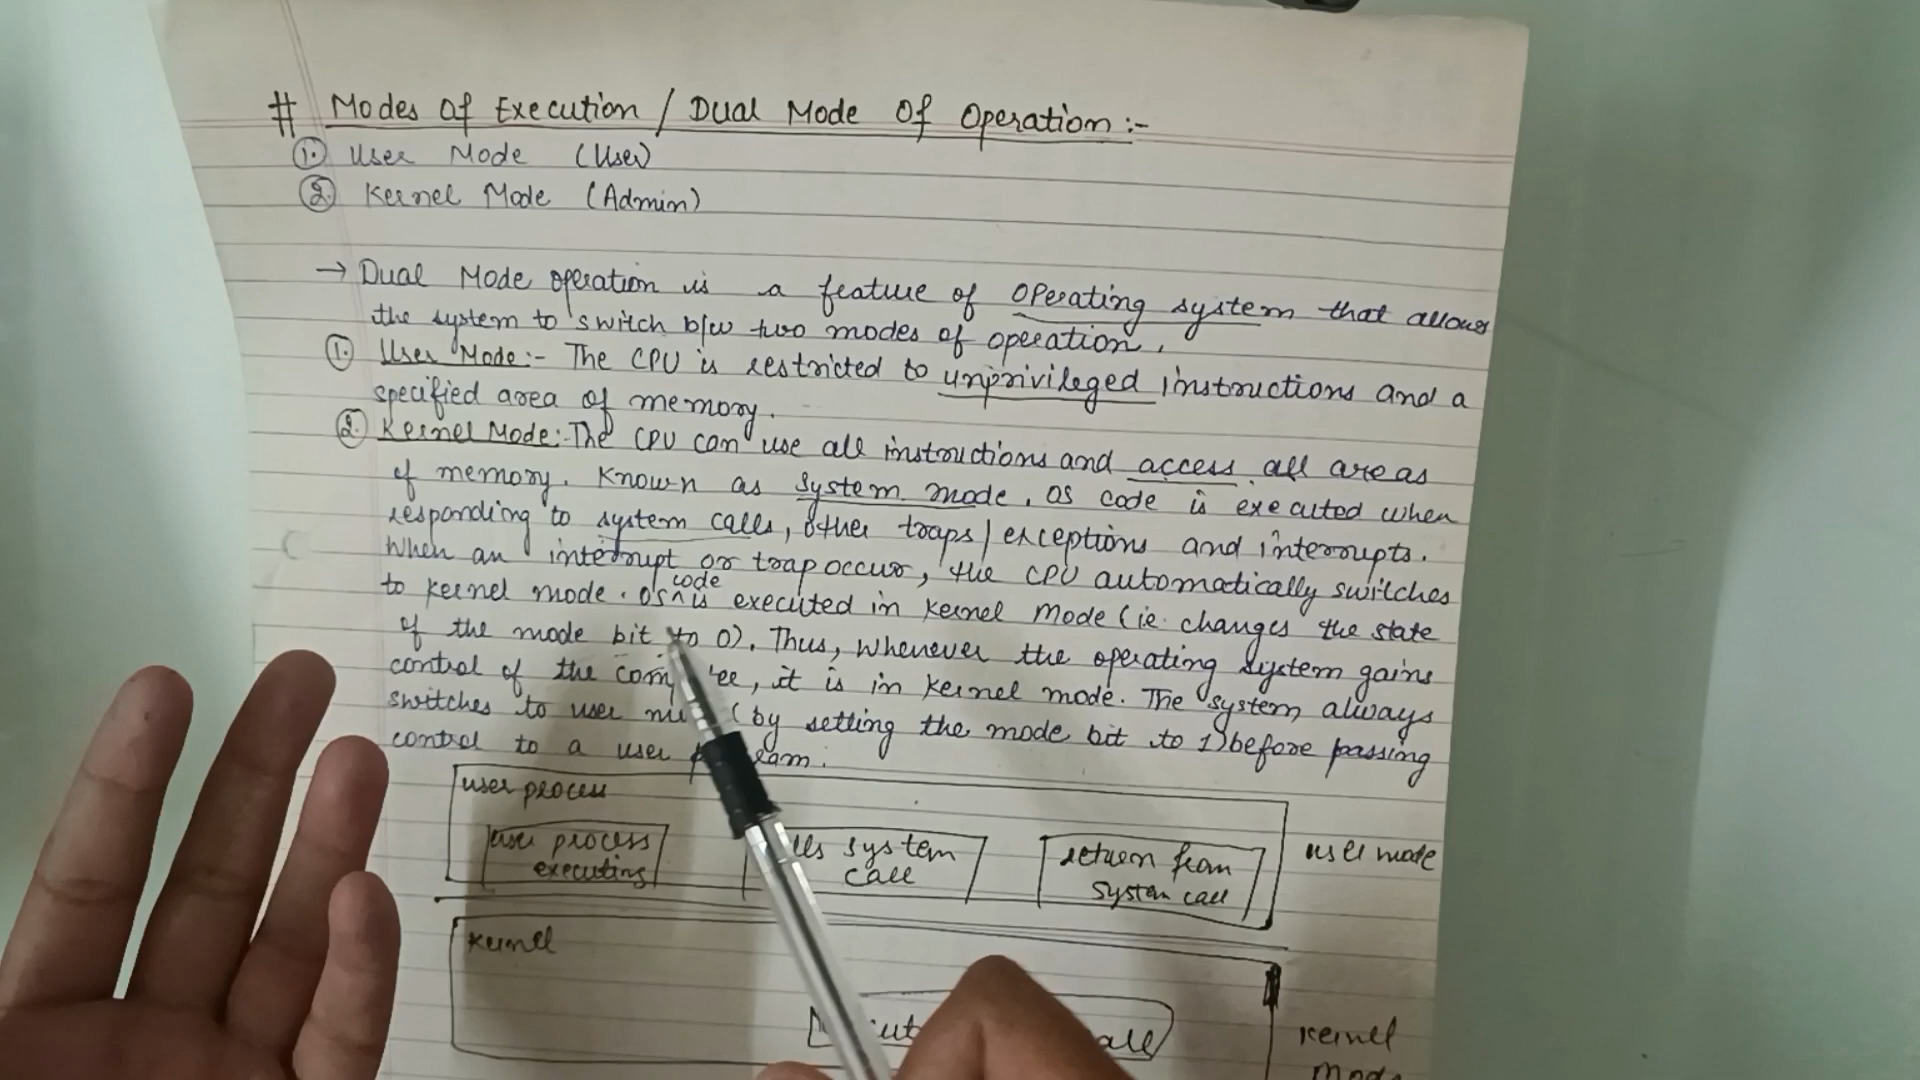 # Modes Of Execution / Dual Mode Of Operation :-
1. User Mode (User)
2. Kernel Mode (Admin)
→ Dual Mode operation is a feature of Operating system that allows
the system to switch b/w two modes of operation.
1. User Mode:- The CPU is restricted to unprivileged instructions and a
specified area of memory.
2. Kernel Mode:- The CPU can use all instructions and access all areas
of memory. Known as system mode. OS code is executed when
responding to system calls, other traps/exceptions and interrupts.
When an interrupt or trap occur, the CPU automatically switches
to kernel mode. OS ^ code is executed in kernel Mode (ie. changes the state
of the mode bit to 0). Thus, whenever the operating system gains
control of the, it is in kernel mode. The system always
switches to user (by setting the mode bit to 1) before passing
control to a user.
user process
user process
executing
system
call
return from
system call
user mode
kernel
kernel